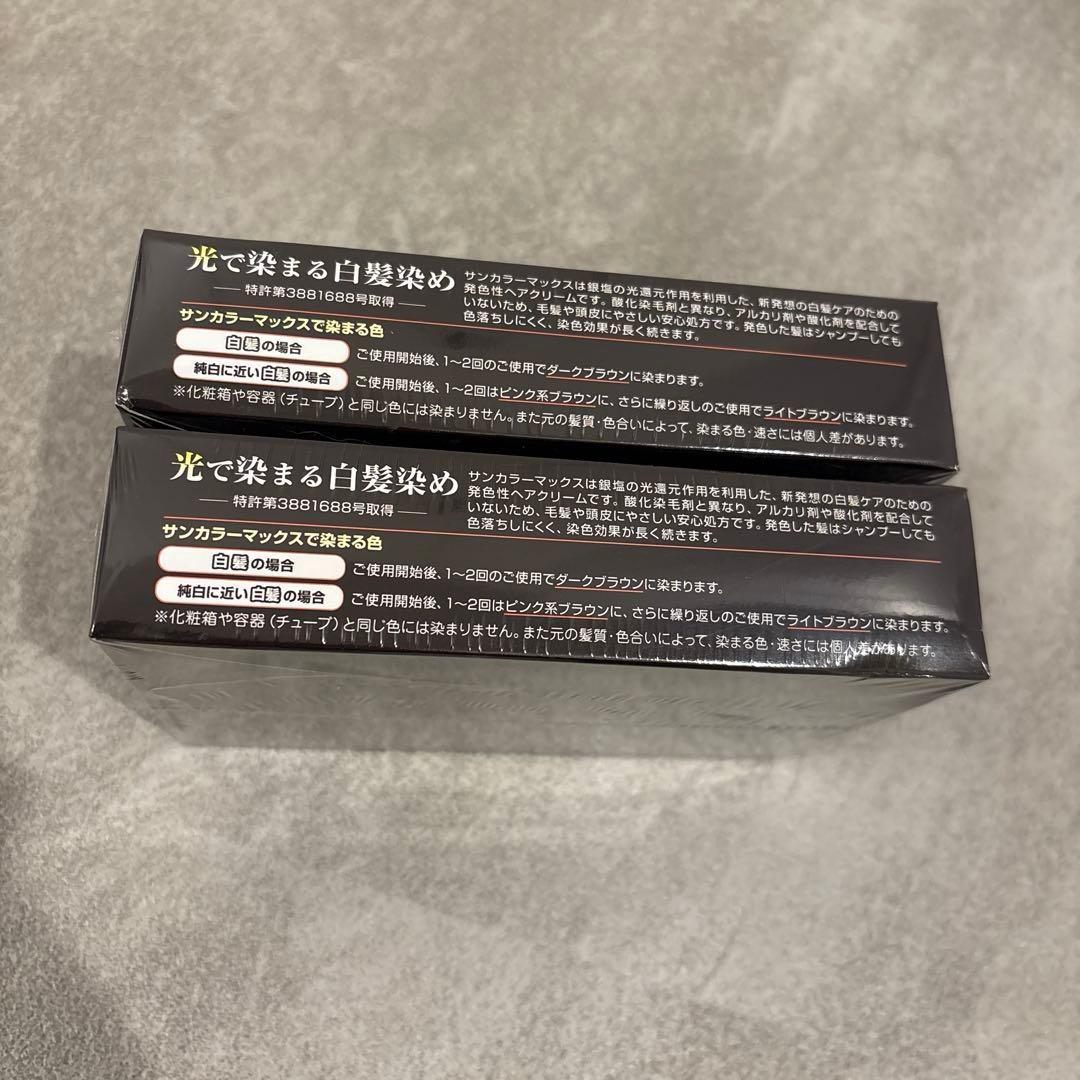 光で染まる白髪染め
特許第3881688号取得
サンカラーマックスは銀塩の光還元作用を利用した、新発想の白髪ケアのための
発色性ヘアクリームです。酸化染毛剤と異なり、アルカリ剤や酸化剤を配合して
いないため、毛髪や頭皮にやさしい安心処方です。発色した髪はシャンプーしても
色落ちしにくく、染色効果が長く続きます。
サンカラーマックスで染まる色
白髪の場合 ご使用開始後、1〜2回のご使用でダークブラウンに染まります。
純白に近い白髪の場合 ご使用開始後、1〜2回はピンク系ブラウンに、さらに繰り返しのご使用でライトブラウンに染まります。
※化粧箱や容器（チューブ）と同じ色には染まりません。また元の髪質・色合いによって、染まる色・速さには個人差があります。
光で染まる白髪染め
特許第3881688号取得
サンカラーマックスは銀塩の光還元作用を利用した、新発想の白髪ケアのための
発色性ヘアクリームです。酸化染毛剤と異なり、アルカリ剤や酸化剤を配合して
いないため、毛髪や頭皮にやさしい安心処方です。発色した髪はシャンプーしても
色落ちしにくく、染色効果が長く続きます。
サンカラーマックスで染まる色
白髪の場合 ご使用開始後、1〜2回のご使用でダークブラウンに染まります。
純白に近い白髪の場合 ご使用開始後、1〜2回はピンク系ブラウンに、さらに繰り返しのご使用でライトブラウンに染まります。
※化粧箱や容器（チューブ）と同じ色には染まりません。また元の髪質・色合いによって、染まる色・速さには個人差があります。